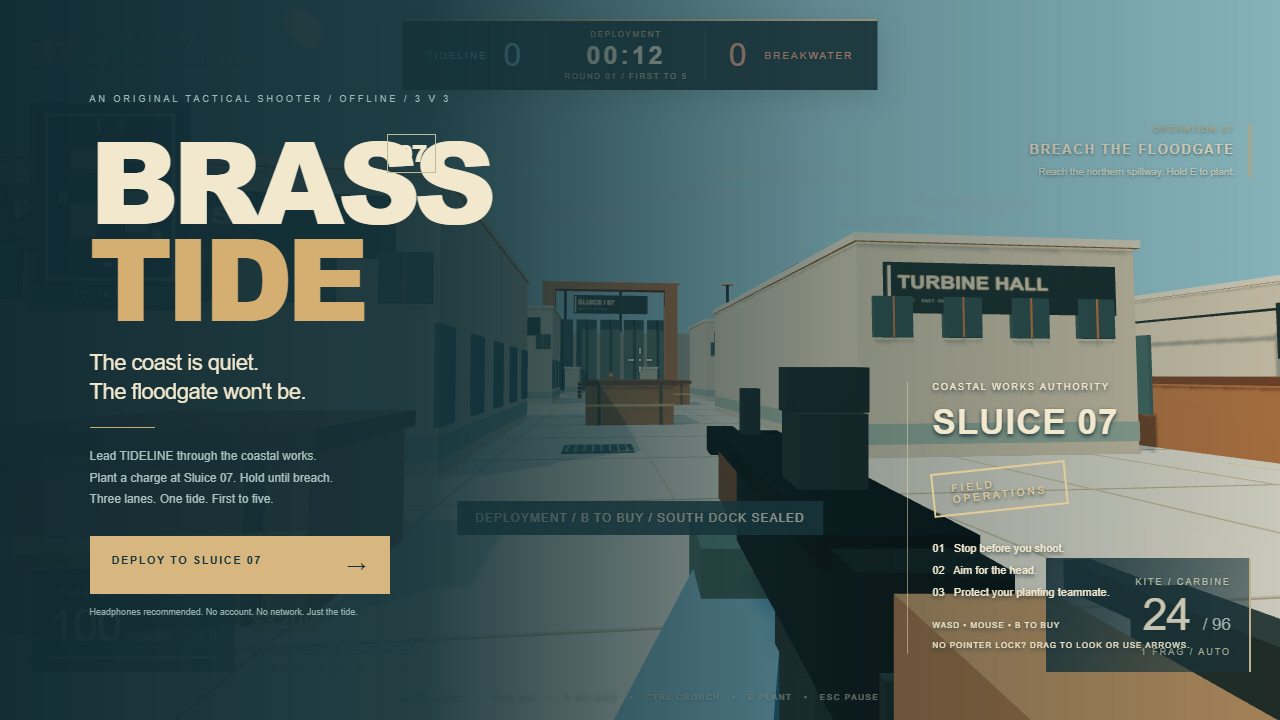 BRASS TIDE
TIDELINE 0
DEPLOYMENT
00:12
ROUND 01 / FIRST TO 5
0 BREAKWATER
AN ORIGINAL TACTICAL SHOOTER / OFFLINE / 3 V 3
07
BRASS
TIDE
The coast is quiet.
The floodgate won't be.
Lead TIDELINE through the coastal works.
Plant a charge at Sluice 07. Hold until breach.
Three lanes. One tide. First to five.
DEPLOY TO SLUICE 07 →
Headphones recommended. No account. No network. Just the tide.
100 HEALTH
OPERATION 07
BREACH THE FLOODGATE
Reach the northern spillway. Hold E to plant.
SLUICE / 07
TURBINE HALL
DEPLOYMENT / B TO BUY / SOUTH DOCK SEALED
COASTAL WORKS AUTHORITY
SLUICE 07
FIELD
OPERATIONS
01 Stop before you shoot.
02 Aim for the head.
03 Protect your planting teammate.
WASD • MOUSE • B TO BUY
NO POINTER LOCK? DRAG TO LOOK OR USE ARROWS.
KITE / CARBINE
24 / 96
1 FRAG / AUTO
CTRL CROUCH • E PLANT • ESC PAUSE